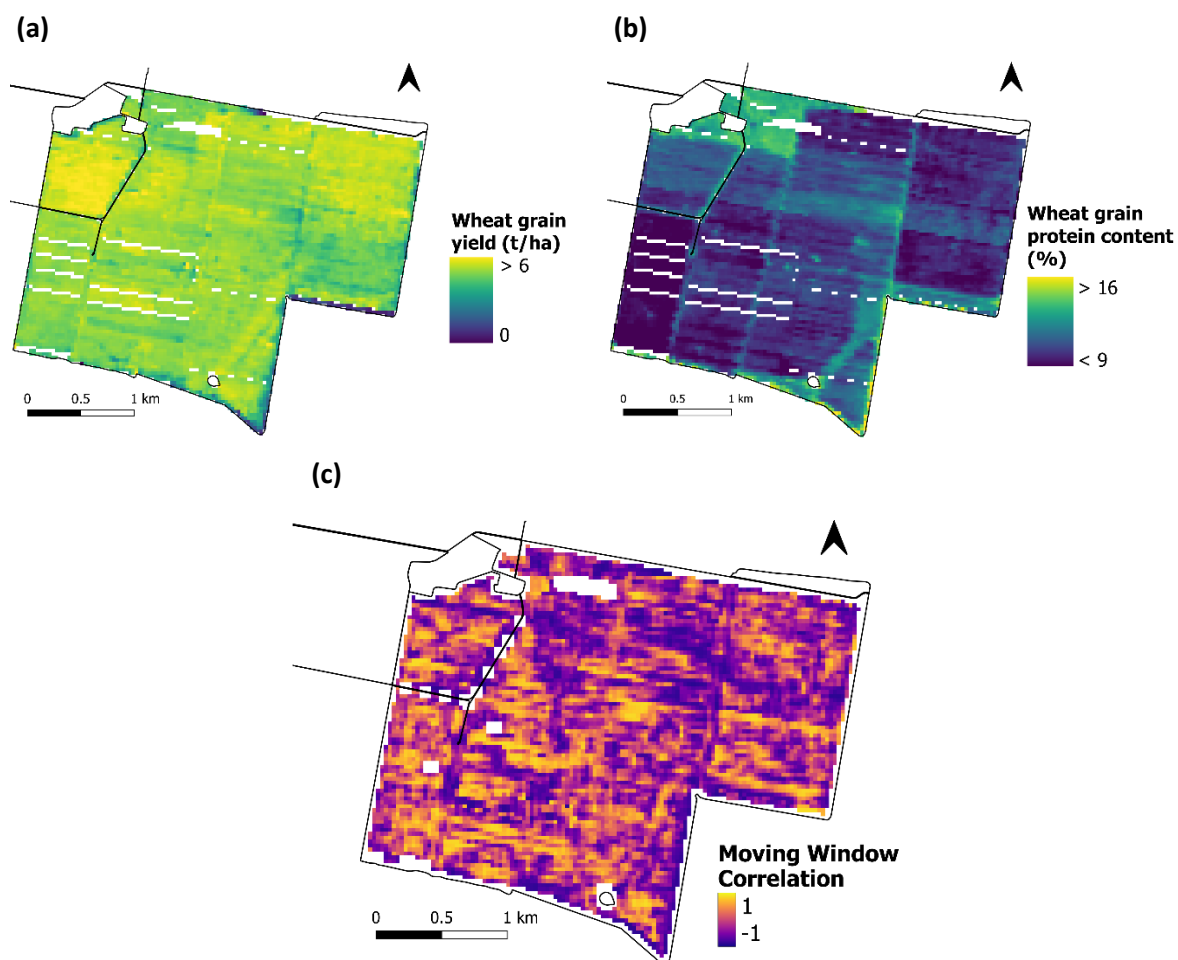 (a)
(b)
Wheat grain
yield (t/ha)
> 6
0
Wheat grain
protein content
(%)
> 16
< 9
0 0.5 1 km
0 0.5 1 km
(c)
Moving Window
Correlation
1
-1
0 0.5 1 km